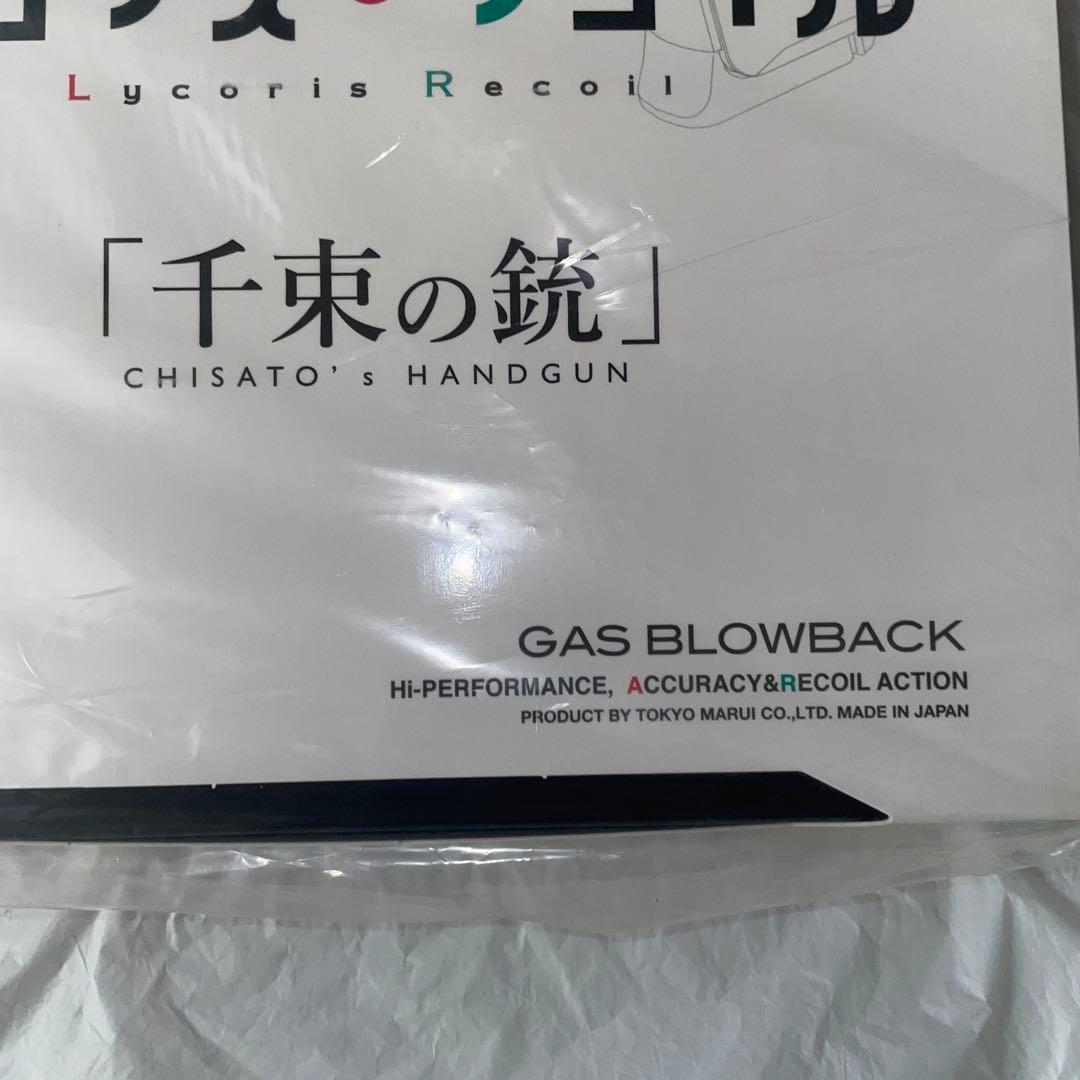 Lycoris Recoil
「千束の銃」
CHISATO's HANDGUN
GAS BLOWBACK
Hi-PERFORMANCE, ACCURACY&RECOIL ACTION
PRODUCT BY TOKYO MARUI CO.,LTD. MADE IN JAPAN